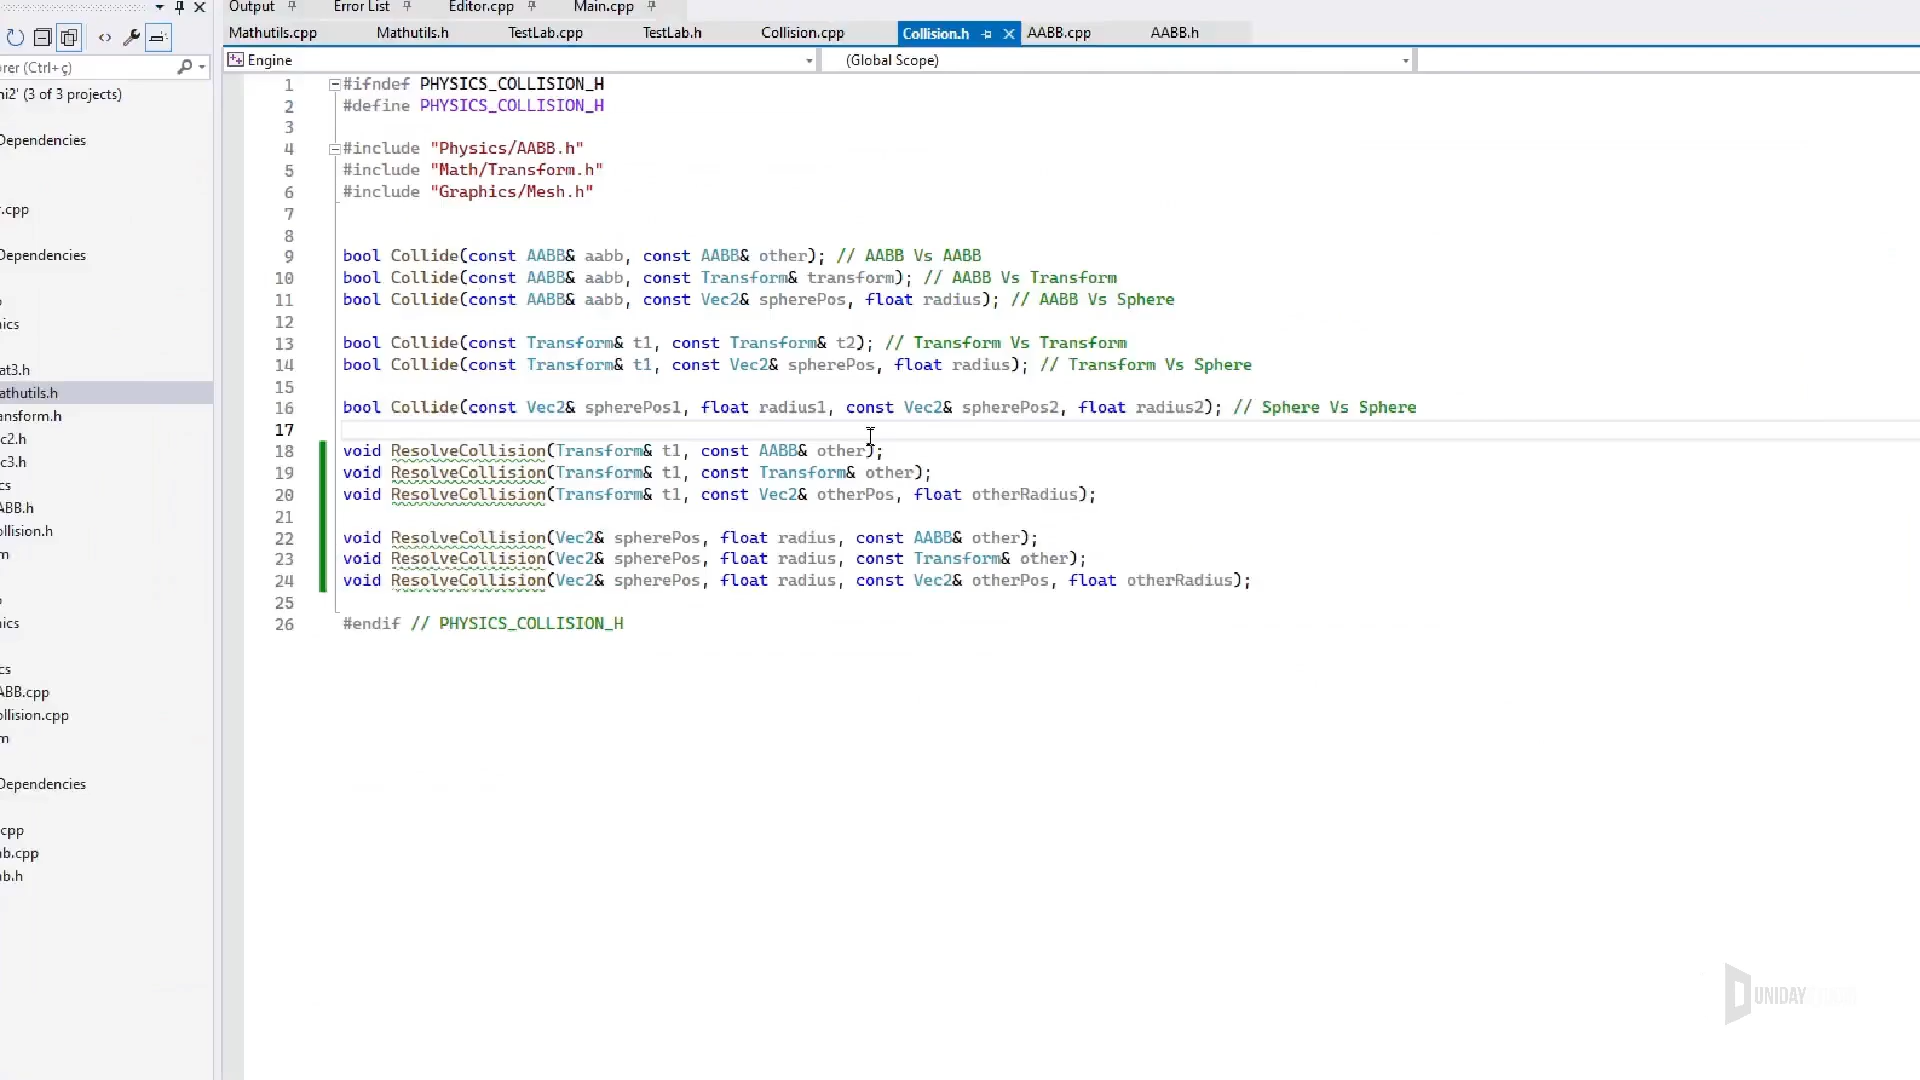 Output Error List Editor.cpp Main.cpp
Mathutils.cpp Mathutils.h TestLab.cpp TestLab.h Collision.cpp Collision.h AABB.cpp AABB.h
rer (Ctrl+ç)
Engine (Global Scope)
ni2' (3 of 3 projects)
Dependencies
r.cpp
Dependencies
ics
at3.h
athutils.h
ansform.h
c2.h
c3.h
cs
ABB.h
ollision.h
m
ics
cs
ABB.cpp
ollision.cpp
m
Dependencies
cpp
ab.cpp
ab.h
1 #ifndef PHYSICS_COLLISION_H
2 #define PHYSICS_COLLISION_H
3
4 #include "Physics/AABB.h"
5 #include "Math/Transform.h"
6 #include "Graphics/Mesh.h"
7
8
9 bool Collide(const AABB& aabb, const AABB& other); // AABB Vs AABB
10 bool Collide(const AABB& aabb, const Transform& transform); // AABB Vs Transform
11 bool Collide(const AABB& aabb, const Vec2& spherePos, float radius); // AABB Vs Sphere
12
13 bool Collide(const Transform& t1, const Transform& t2); // Transform Vs Transform
14 bool Collide(const Transform& t1, const Vec2& spherePos, float radius); // Transform Vs Sphere
15
16 bool Collide(const Vec2& spherePos1, float radius1, const Vec2& spherePos2, float radius2); // Sphere Vs Sphere
17
18 void ResolveCollision(Transform& t1, const AABB& other);
19 void ResolveCollision(Transform& t1, const Transform& other);
20 void ResolveCollision(Transform& t1, const Vec2& otherPos, float otherRadius);
21
22 void ResolveCollision(Vec2& spherePos, float radius, const AABB& other);
23 void ResolveCollision(Vec2& spherePos, float radius, const Transform& other);
24 void ResolveCollision(Vec2& spherePos, float radius, const Vec2& otherPos, float otherRadius);
25
26 #endif // PHYSICS_COLLISION_H
UNIDAY